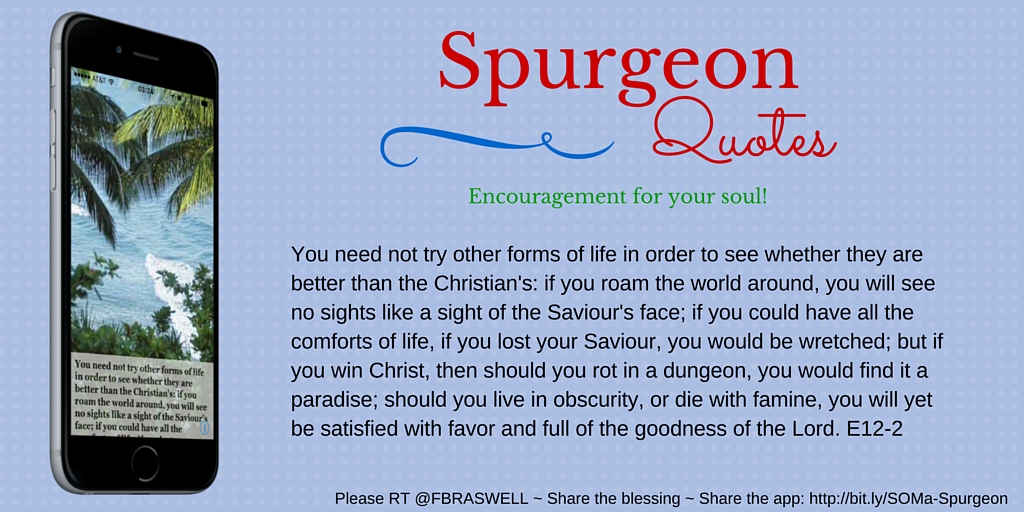 AT&T
03:24
You need not try other forms of life
in order to see whether they are
better than the Christian's: if you
roam the world around, you will see
no sights like a sight of the Saviour's
face; if you could have all the
Spurgeon
Quotes
Encouragement for your soul!
You need not try other forms of life in order to see whether they are
better than the Christian's: if you roam the world around, you will see
no sights like a sight of the Saviour's face; if you could have all the
comforts of life, if you lost your Saviour, you would be wretched; but if
you win Christ, then should you rot in a dungeon, you would find it a
paradise; should you live in obscurity, or die with famine, you will yet
be satisfied with favor and full of the goodness of the Lord. E12-2
Please RT @FBRASWELL ~ Share the blessing ~ Share the app: http://bit.ly/SOMa-Spurgeon